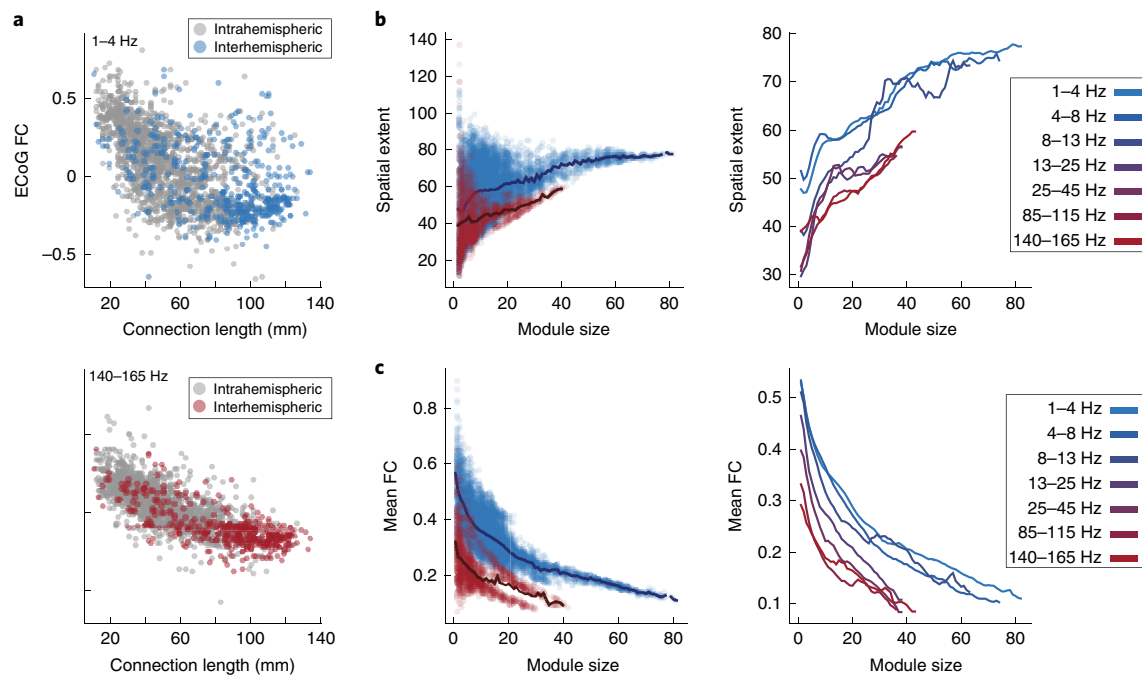 a
1–4 Hz
Intrahemispheric
Interhemispheric
0.5
0
–0.5
ECoG FC
20 60 100 140
Connection length (mm)
140–165 Hz
Intrahemispheric
Interhemispheric
20 60 100 140
Connection length (mm)
b
140
120
100
80
60
40
20
Spatial extent
0 20 40 60 80
Module size
80
70
60
50
40
30
Spatial extent
0 20 40 60 80
Module size
1–4 Hz
4–8 Hz
8–13 Hz
13–25 Hz
25–45 Hz
85–115 Hz
140–165 Hz
c
0.8
0.6
0.4
0.2
Mean FC
0 20 40 60 80
Module size
0.5
0.4
0.3
0.2
0.1
Mean FC
0 20 40 60 80
Module size
1–4 Hz
4–8 Hz
8–13 Hz
13–25 Hz
25–45 Hz
85–115 Hz
140–165 Hz